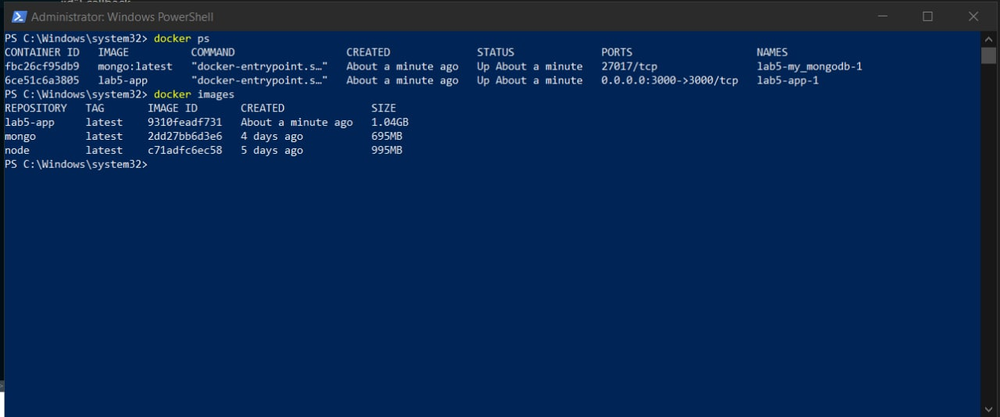 Administrator: Windows PowerShell
PS C:\Windows\system32> docker ps
CONTAINER ID   IMAGE          COMMAND                  CREATED              STATUS              PORTS                    NAMES
fbc26cf95db9   mongo:latest   "docker-entrypoint.s…"   About a minute ago   Up About a minute   27017/tcp                lab5-my_mongodb-1
6ce51c6a3805   lab5-app       "docker-entrypoint.s…"   About a minute ago   Up About a minute   0.0.0.0:3000->3000/tcp   lab5-app-1
PS C:\Windows\system32> docker images
REPOSITORY   TAG       IMAGE ID       CREATED              SIZE
lab5-app     latest    9310feadf731   About a minute ago   1.04GB
mongo        latest    2dd27bb6d3e6   4 days ago           695MB
node         latest    c71adfc6ec58   5 days ago           995MB
PS C:\Windows\system32>